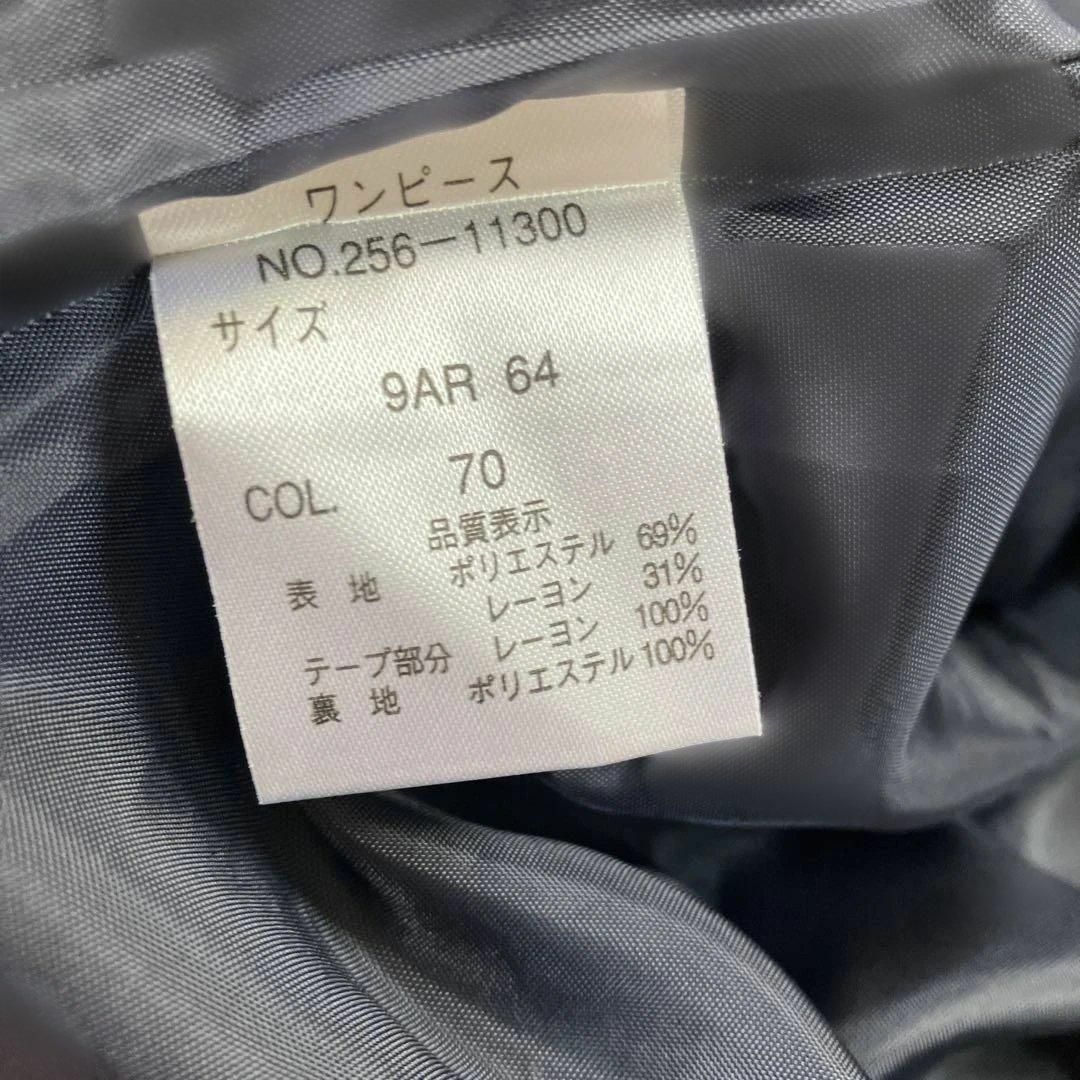 ワンピース
NO.256-11300
サイズ
9AR 64
COL. 70
品質表示
表 地 ポリエステル 69%
レーヨン 31%
テープ部分 レーヨン 100%
裏 地 ポリエステル 100%